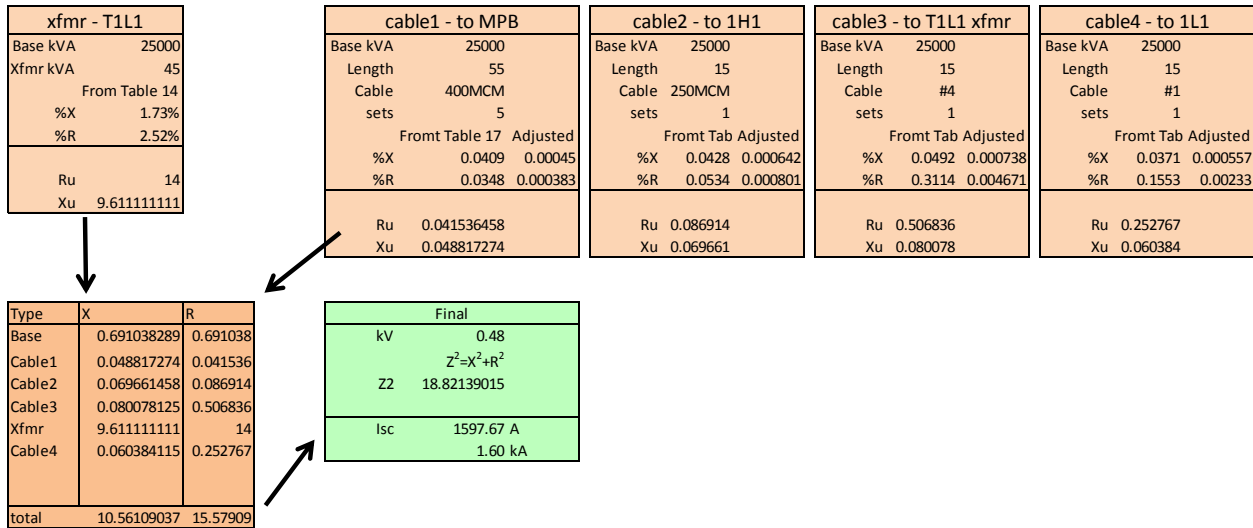 xfmr - T1L1
Base kVA 25000
Xfmr kVA 45
From Table 14
%X 1.73%
%R 2.52%
Ru 14
Xu 9.611111111
cable1 - to MPB
Base kVA 25000
Length 55
Cable 400MCM
sets 5
Fromt Table 17 Adjusted
%X 0.0409 0.00045
%R 0.0348 0.000383
Ru 0.041536458
Xu 0.048817274
cable2 - to 1H1
Base kVA 25000
Length 15
Cable 250MCM
sets 1
Fromt Tab Adjusted
%X 0.0428 0.000642
%R 0.0534 0.000801
Ru 0.086914
Xu 0.069661
cable3 - to T1L1 xfmr
Base kVA 25000
Length 15
Cable #4
sets 1
Fromt Tab Adjusted
%X 0.0492 0.000738
%R 0.3114 0.004671
Ru 0.506836
Xu 0.080078
cable4 - to 1L1
Base kVA 25000
Length 15
Cable #1
sets 1
Fromt Tab Adjusted
%X 0.0371 0.000557
%R 0.1553 0.00233
Ru 0.252767
Xu 0.060384
Type X R
Base 0.691038289 0.691038
Cable1 0.048817274 0.041536
Cable2 0.069661458 0.086914
Cable3 0.080078125 0.506836
Xfmr 9.611111111 14
Cable4 0.060384115 0.252767
total 10.56109037 15.57909
Final
kV 0.48
Z²=X²+R²
Z2 18.82139015
Isc 1597.67 A
1.60 kA